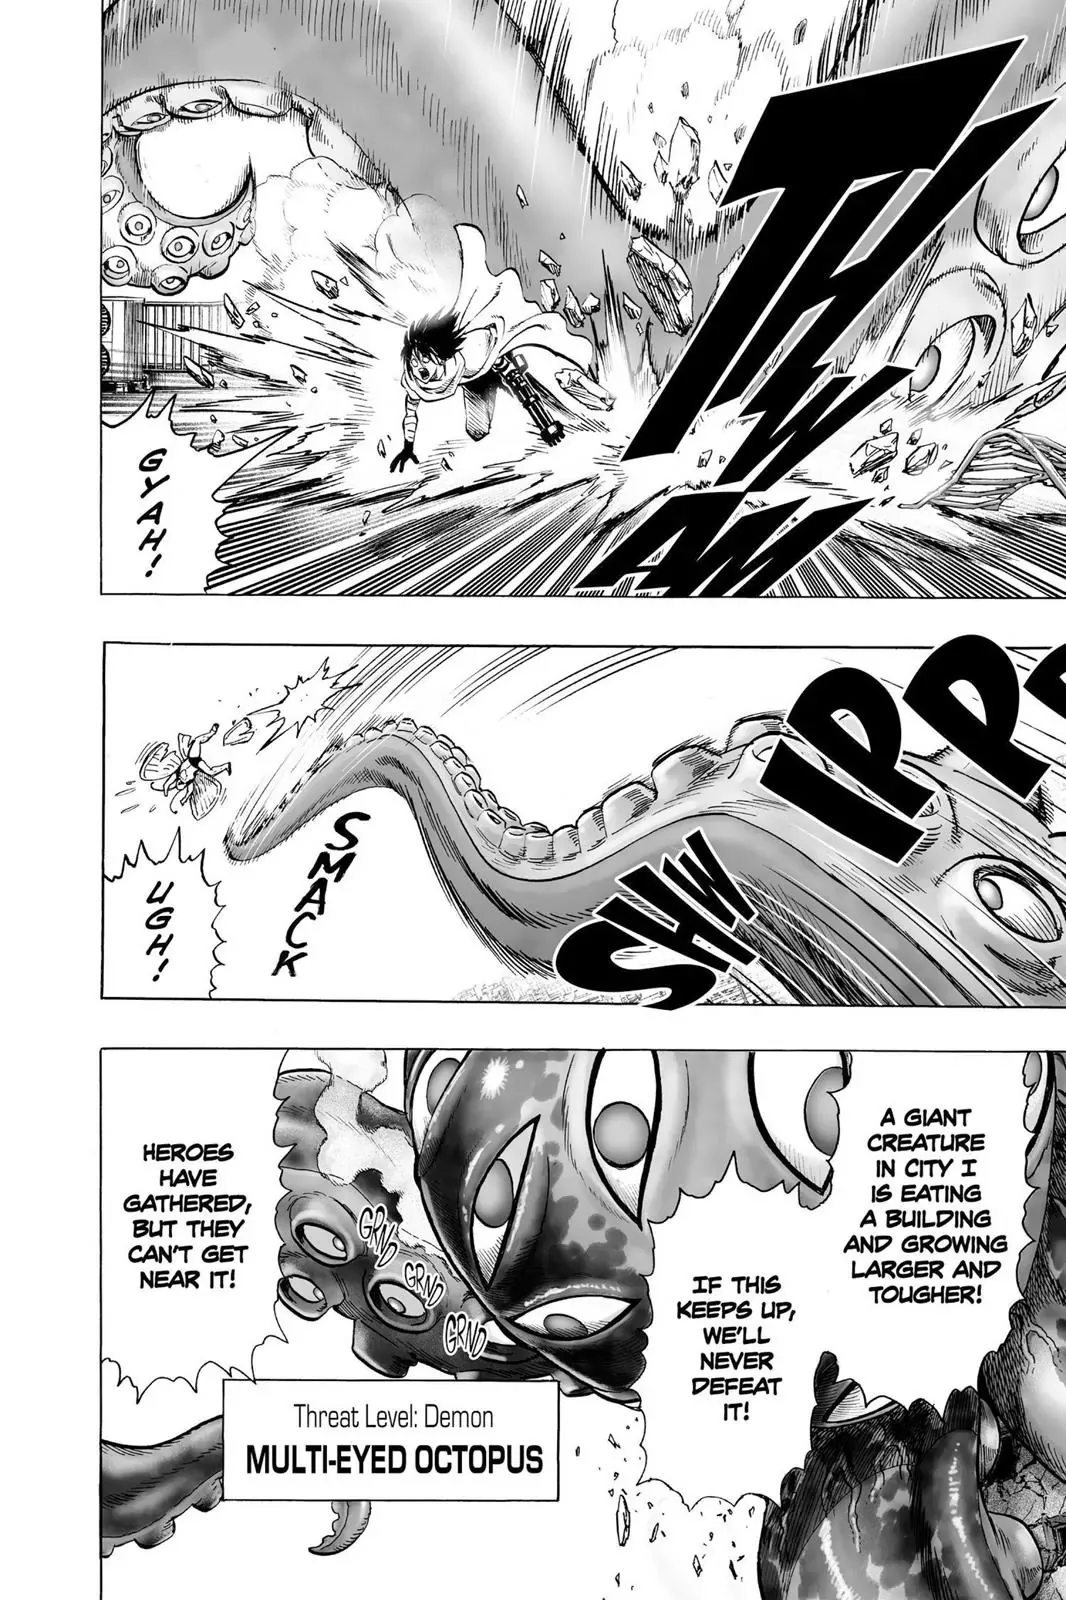 THWAM
GYAH!
IPPP
SHW
SMACK
UGH!
A GIANT
CREATURE
IN CITY I
IS EATING
A BUILDING
AND GROWING
LARGER AND
TOUGHER!
IF THIS
KEEPS UP,
WE'LL
NEVER
DEFEAT
IT!
HEROES
HAVE
GATHERED,
BUT THEY
CAN'T GET
NEAR IT!
GRND
GRND
GRND
Threat Level: Demon
MULTI-EYED OCTOPUS